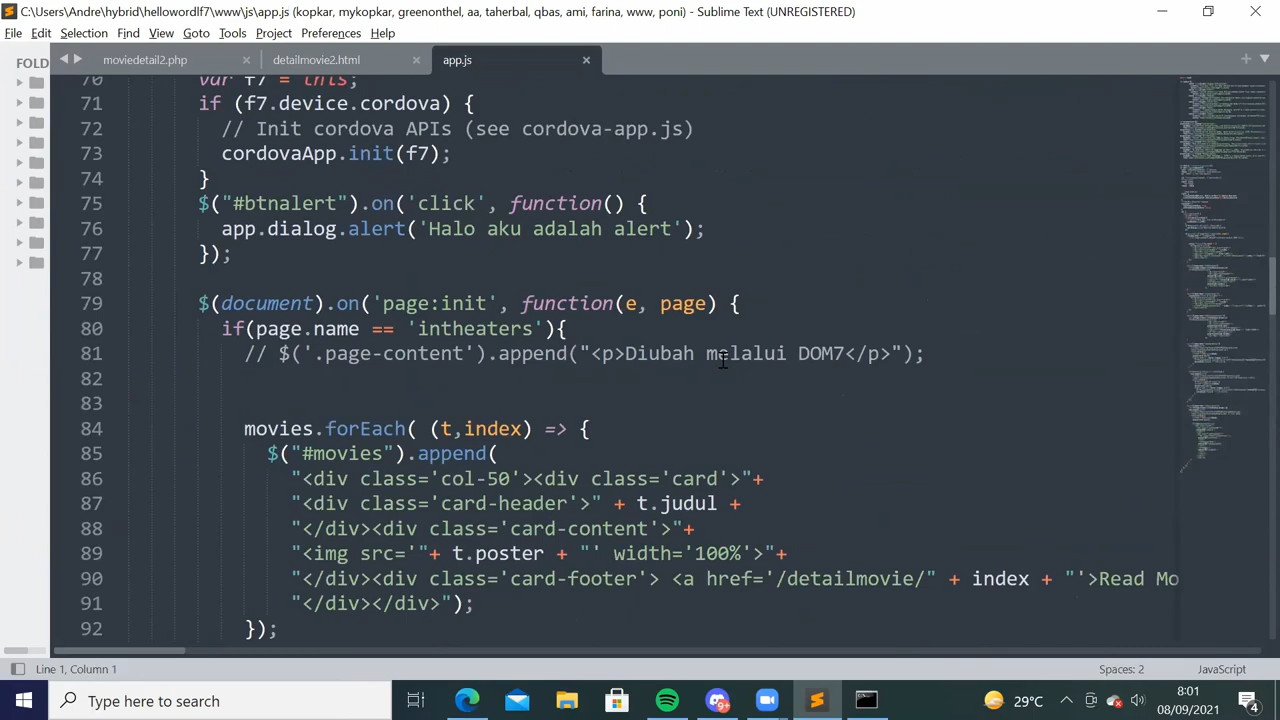 C:\Users\Andre\hybrid\hellowordlf7\www\js\app.js (kopkar, mykopkar, greenothel, aa, taherbal, qbas, ami, farina, www, poni) - Sublime Text (UNREGISTERED)
File Edit Selection Find View Goto Tools Project Preferences Help
FOLD
moviedetail2.php
detailmovie2.html
app.js
70 var f7 = this;
71 if (f7.device.cordova) {
72 // Init cordova APIs (see cordova-app.js)
73 cordovaApp.init(f7);
74 }
75 $("#btnalert").on('click', function() {
76 app.dialog.alert('Halo aku adalah alert');
77 });
78
79 $(document).on('page:init', function(e, page) {
80 if(page.name == 'intheaters'){
81 // $('.page-content').append("<p>Diubah melalui DOM7</p>");
82
83
84 movies.forEach( (t,index) => {
85 $("#movies").append(
86 "<div class='col-50'><div class='card'>"+
87 "<div class='card-header'>" + t.judul +
88 "</div><div class='card-content'>"+
89 "<img src='"+ t.poster + "' width='100%'>"+
90 "</div><div class='card-footer'> <a href='/detailmovie/" + index + "'>Read Mo
91 "</div></div>");
92 });
Line 1, Column 1
Spaces: 2
JavaScript
Type here to search
9+
29°C
8:01
08/09/2021
4